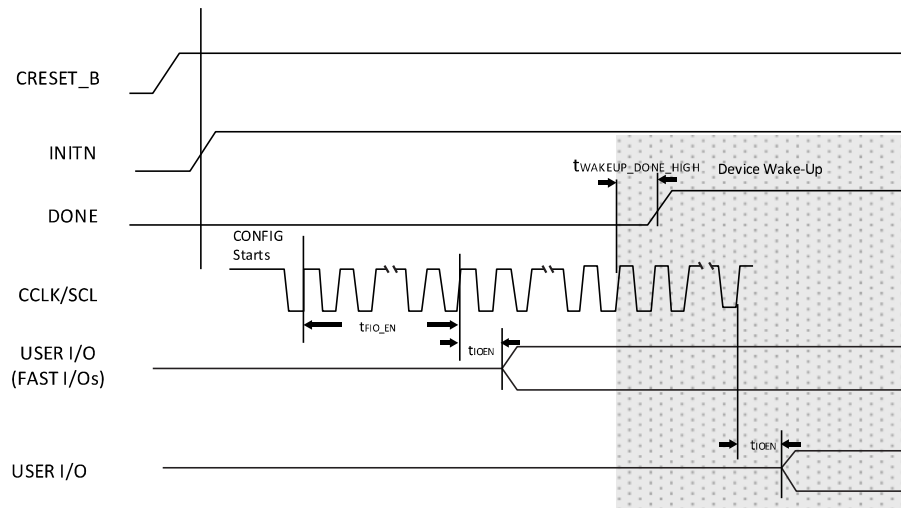 CRESET_B
INITN
tWAKEUP_DONE_HIGH
Device Wake-Up
DONE
CONFIG
Starts
CCLK/SCL
tFIO_EN
USER I/O
(FAST I/Os)
tIOEN
USER I/O
tIOEN